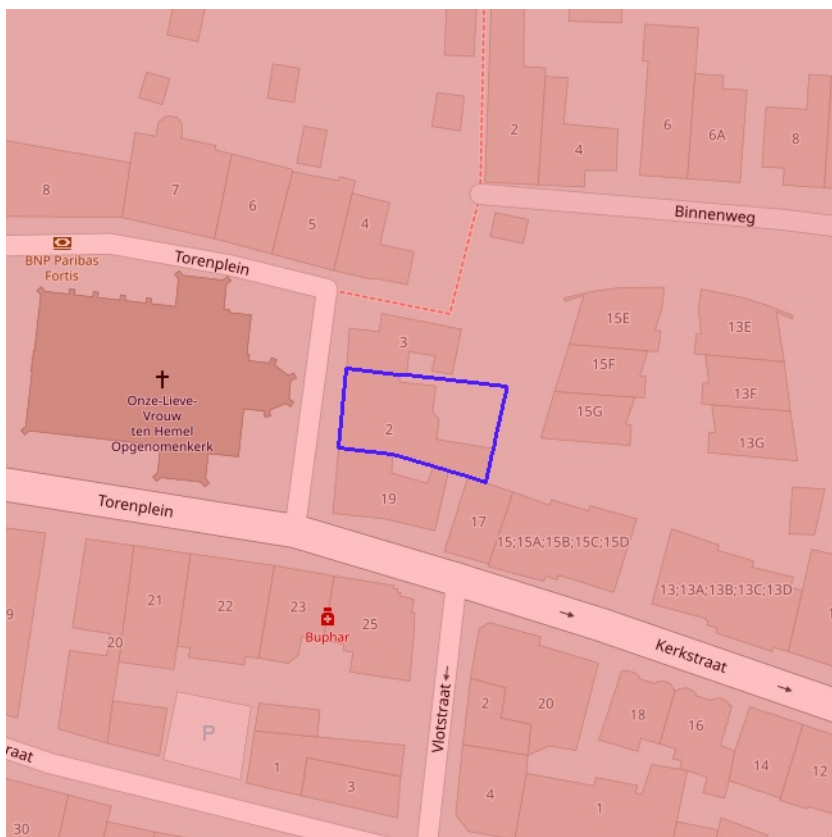 2
4
6
6A
8
Binnenweg
8
7
6
5
4
Torenplein
BNP Paribas
Fortis
3
15E
13E
15F
13F
15G
13G
Onze-Lieve-
Vrouw
ten Hemel
Opgenomenkerk
2
Torenplein
19
17
15;15A;15B;15C;15D
13;13A;13B;13C;13D
9
21
22
23
25
20
Buphar
Kerkstraat
Vlotstraat
2
20
18
16
14
12
P
1
3
4
1
raat
30